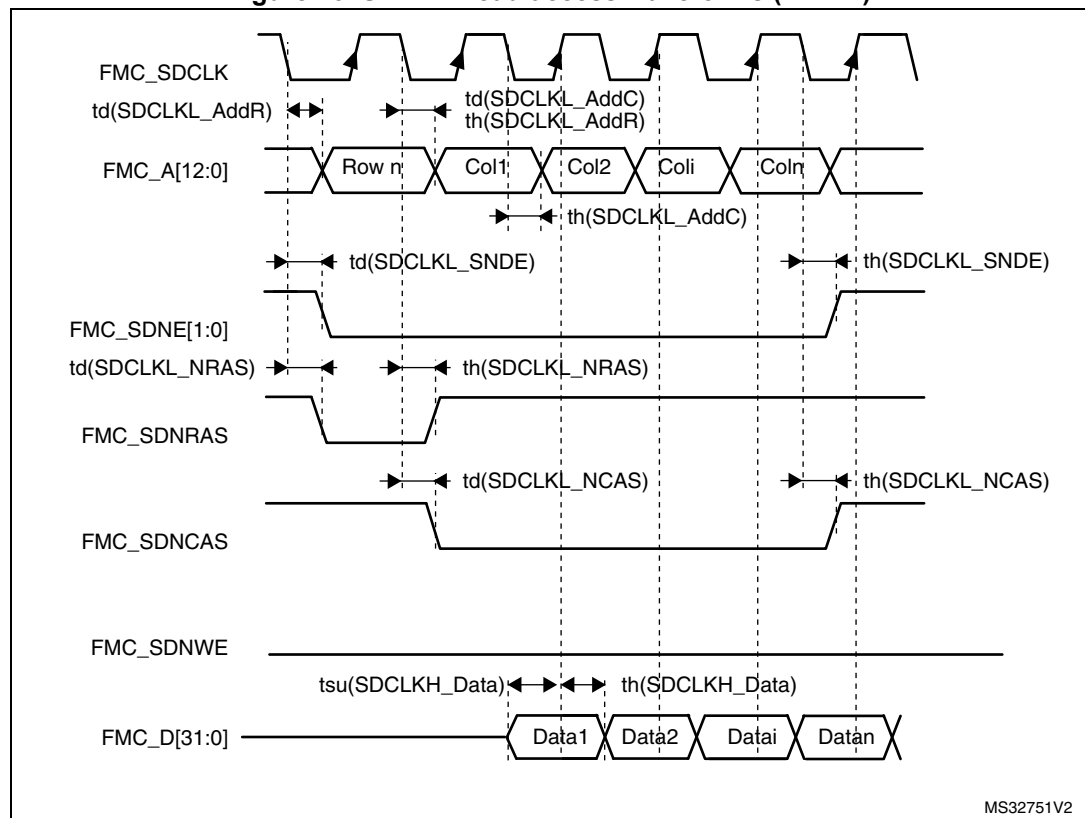 FMC_SDCLK
td(SDCLKL_AddR)
td(SDCLKL_AddC)
th(SDCLKL_AddR)
FMC_A[12:0]
Row n
Col1
Col2
Coli
Coln
th(SDCLKL_AddC)
td(SDCLKL_SNDE)
th(SDCLKL_SNDE)
FMC_SDNE[1:0]
td(SDCLKL_NRAS)
th(SDCLKL_NRAS)
FMC_SDNRAS
td(SDCLKL_NCAS)
th(SDCLKL_NCAS)
FMC_SDNCAS
FMC_SDNWE
tsu(SDCLKH_Data)
th(SDCLKH_Data)
FMC_D[31:0]
Data1
Data2
Datai
Datan
MS32751V2